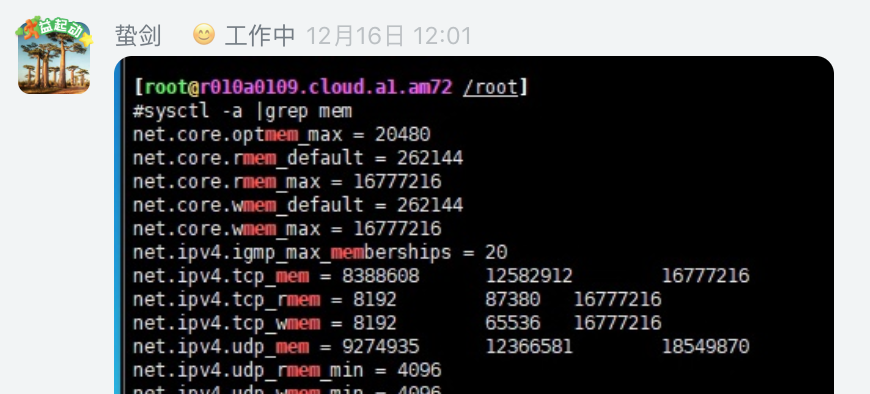 益起动
蛰剑 工作中 12月16日 12:01
[root@r010a0109.cloud.a1.am72 /root]
#sysctl -a |grep mem
net.core.optmem_max = 20480
net.core.rmem_default = 262144
net.core.rmem_max = 16777216
net.core.wmem_default = 262144
net.core.wmem_max = 16777216
net.ipv4.igmp_max_memberships = 20
net.ipv4.tcp_mem = 8388608 12582912 16777216
net.ipv4.tcp_rmem = 8192 87380 16777216
net.ipv4.tcp_wmem = 8192 65536 16777216
net.ipv4.udp_mem = 9274935 12366581 18549870
net.ipv4.udp_rmem_min = 4096
net.ipv4.udp_wmem_min = 4096